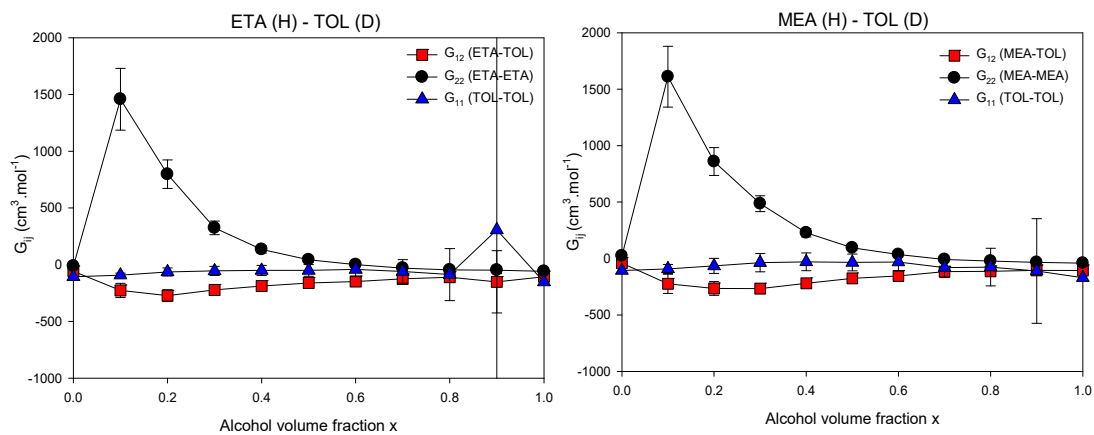 ETA (H) - TOL (D)
G₁₂ (ETA-TOL)
G₂₂ (ETA-ETA)
G₁₁ (TOL-TOL)
Gᵢⱼ (cm³.mol⁻¹)
2000
1500
1000
500
0
-500
-1000
0.0 0.2 0.4 0.6 0.8 1.0
Alcohol volume fraction x
MEA (H) - TOL (D)
G₁₂ (MEA-TOL)
G₂₂ (MEA-MEA)
G₁₁ (TOL-TOL)
Gᵢⱼ (cm³.mol⁻¹)
2000
1500
1000
500
0
-500
-1000
0.0 0.2 0.4 0.6 0.8 1.0
Alcohol volume fraction x